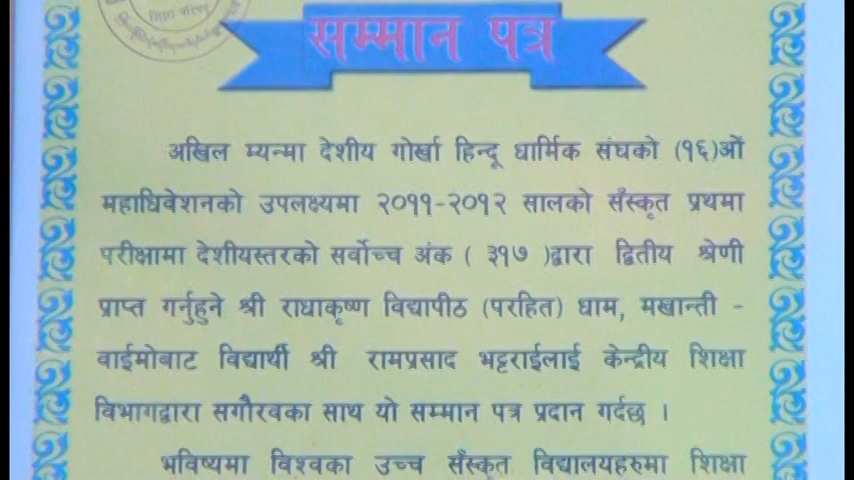 शिक्षा परिषद्
सम्मान पत्र
अखिल म्यन्मा देशीय गोर्खा हिन्दू धार्मिक संघको (१६)ओं
महाधिवेशनको उपलक्ष्यमा २०११-२०१२ सालको सँस्कृत प्रथमा
परीक्षामा देशीयस्तरको सर्वोच्च अंक ( ३१७ )द्वारा द्वितीय श्रेणी
प्राप्त गर्नुहुने श्री राधाकृष्ण विद्यापीठ (परहित) धाम, मखान्ती -
वाईमोबाट विद्यार्थी श्री रामप्रसाद भट्टराईलाई केन्द्रीय शिक्षा
विभागद्वारा सगौरवका साथ यो सम्मान पत्र प्रदान गर्दछ ।
भविष्यमा विश्वका उच्च सँस्कृत विद्यालयहरुमा शिक्षा